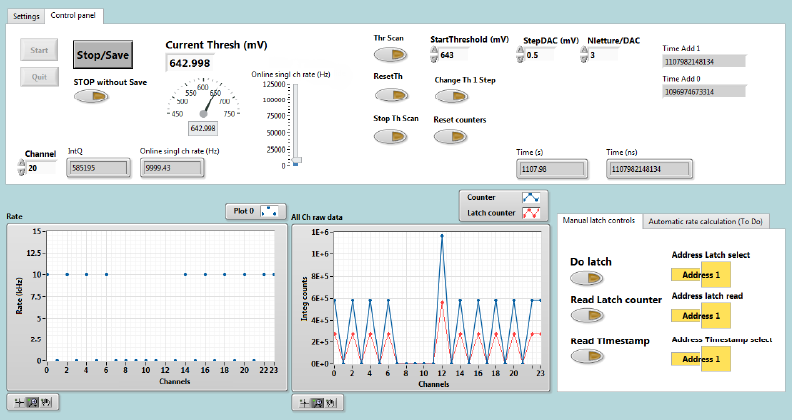 Settings
Control panel
Start
Stop/Save
Quit
STOP without Save
Current Thresh (mV)
642.998
450 500 550 600 650 700 750
642.998
Online singl ch rate (Hz)
125000
100000
75000
50000
25000
0
Thr Scan
ResetTh
Stop Th Scan
StartThreshold (mV)
643
StepDAC (mV)
0.5
Nletture/DAC
3
Change Th 1 Step
Reset counters
Time Add 1
1107982148134
Time Add 0
1096974673314
Channel
20
IntQ
585195
Online singl ch rate (Hz)
9999.43
Time (s)
1107.98
Time (ns)
1107982148134
Rate
Plot 0
15
12.5
10
7.5
5
2.5
0
Rate (kHz)
0 2 4 6 8 10 12 14 16 18 20 22 23
Channels
All Ch raw data
Counter
Latch counter
1E+6
1E+6
8E+5
6E+5
4E+5
2E+5
0E+0
Integ counts
0 2 4 6 8 10 12 14 16 18 20 23
Channels
Manual latch controls
Automatic rate calculation (To Do)
Do latch
Address Latch select
Address 1
Read Latch counter
Address latch read
Address 1
Read TImestamp
Address TImestamp select
Address 1